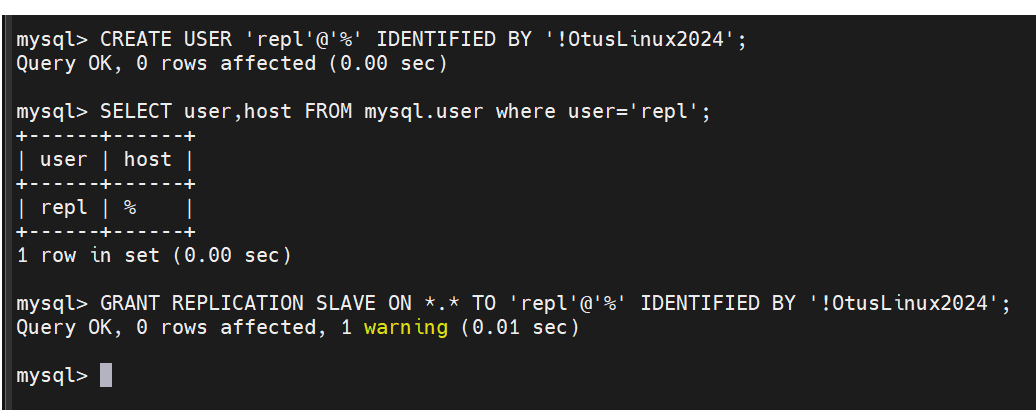 mysql> CREATE USER 'repl'@'%' IDENTIFIED BY '!OtusLinux2024';
Query OK, 0 rows affected (0.00 sec)
mysql> SELECT user,host FROM mysql.user where user='repl';
+------+------+
| user | host |
+------+------+
| repl | %    |
+------+------+
1 row in set (0.00 sec)
mysql> GRANT REPLICATION SLAVE ON *.* TO 'repl'@'%' IDENTIFIED BY '!OtusLinux2024';
Query OK, 0 rows affected, 1 warning (0.01 sec)
mysql>